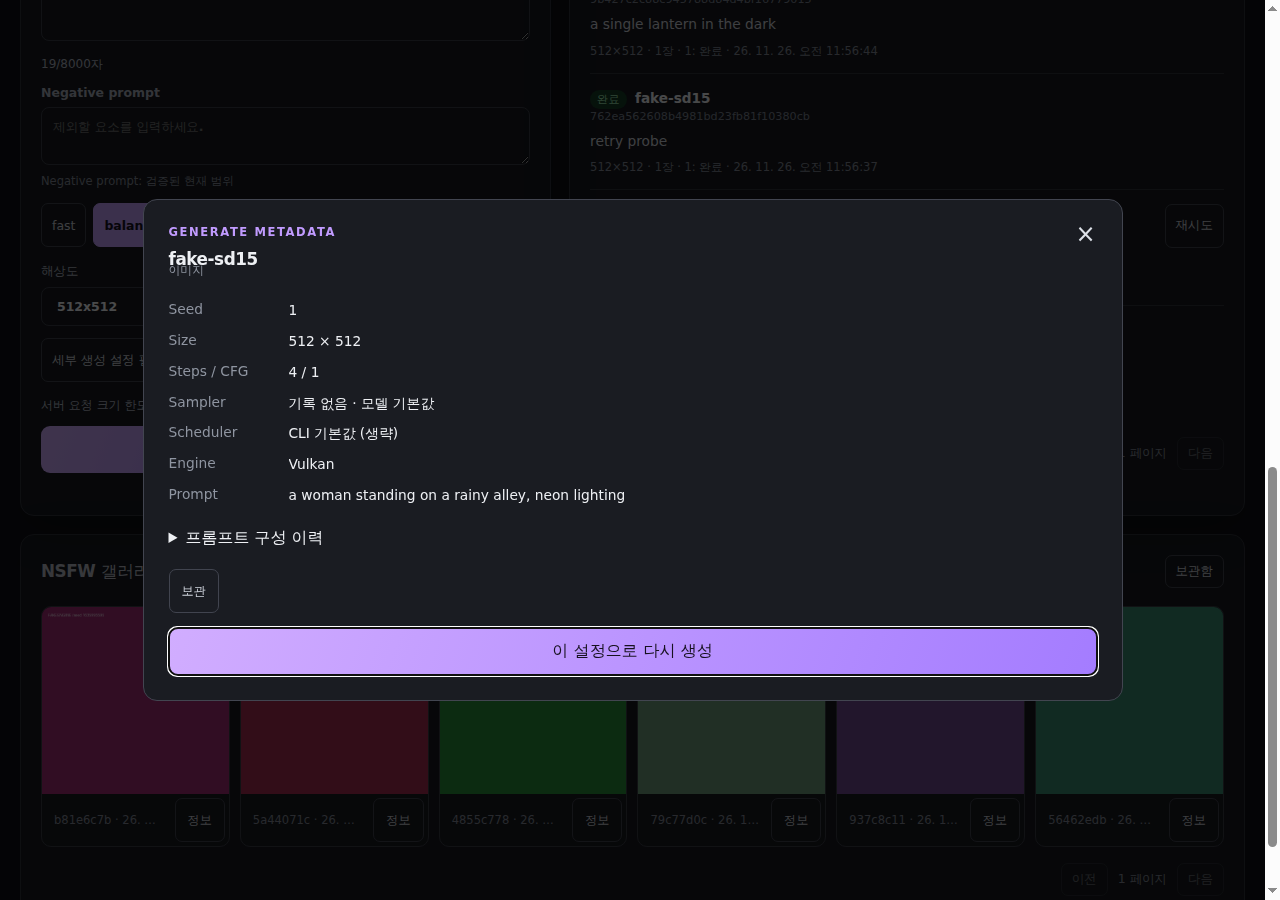 a single lantern in the dark
512×512 · 1장 · 1: 완료 · 26. 11. 26. 오전 11:56:44
19/8000자
Negative prompt
제외할 요소를 입력하세요.
Negative prompt: 검증된 현재 범위
완료 fake-sd15
762ea562608b4981bd23fb81f10380cb
retry probe
512×512 · 1장 · 1: 완료 · 26. 11. 26. 오전 11:56:37
fast
balan
재시도
해상도
512x512
세부 생성 설정
서버 요청 크기 한도
페이지
다음
GENERATE METADATA
×
fake-sd15
이미지
Seed 1
Size 512 × 512
Steps / CFG 4 / 1
Sampler 기록 없음 · 모델 기본값
Scheduler CLI 기본값 (생략)
Engine Vulkan
Prompt a woman standing on a rainy alley, neon lighting
▶ 프롬프트 구성 이력
보관
이 설정으로 다시 생성
NSFW 갤러리
보관함
b81e6c7b · 26. ... 정보
5a44071c · 26. ... 정보
4855c778 · 26. ... 정보
79c77d0c · 26. 1... 정보
937c8c11 · 26. 1... 정보
56462edb · 26. ... 정보
이전 1 페이지 다음